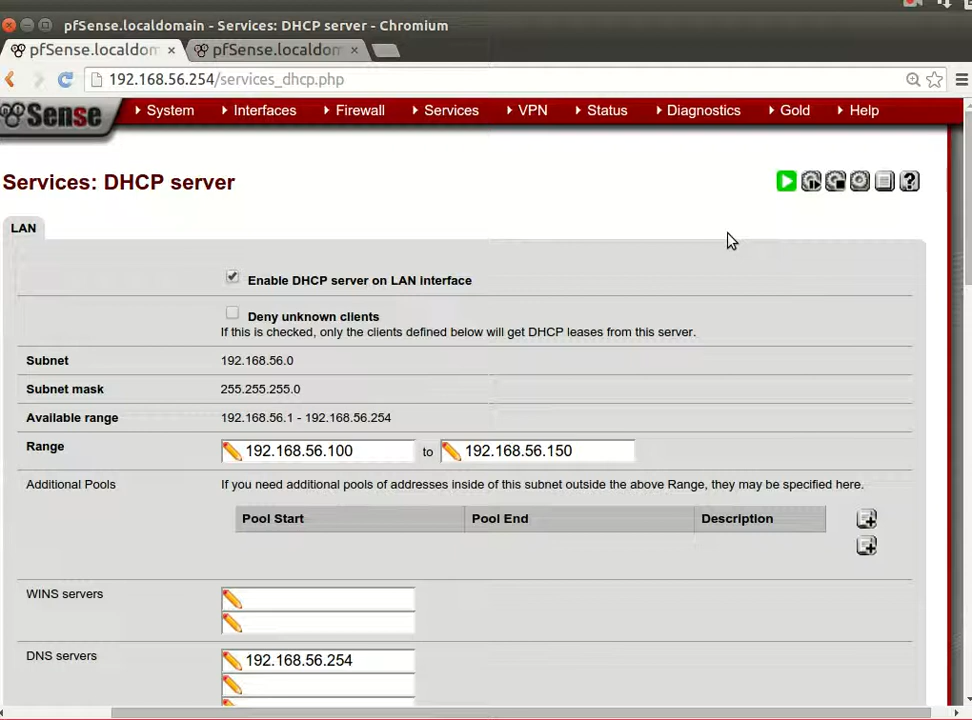 pfSense.localdomain - Services: DHCP server - Chromium
pfSense.localdom × pfSense.localdom ×
192.168.56.254/services_dhcp.php
Sense System Interfaces Firewall Services VPN Status Diagnostics Gold Help
Services: DHCP server
LAN
Enable DHCP server on LAN interface
Deny unknown clients
If this is checked, only the clients defined below will get DHCP leases from this server.
Subnet 192.168.56.0
Subnet mask 255.255.255.0
Available range 192.168.56.1 - 192.168.56.254
Range 192.168.56.100 to 192.168.56.150
Additional Pools If you need additional pools of addresses inside of this subnet outside the above Range, they may be specified here.
Pool Start Pool End Description
WINS servers
DNS servers 192.168.56.254